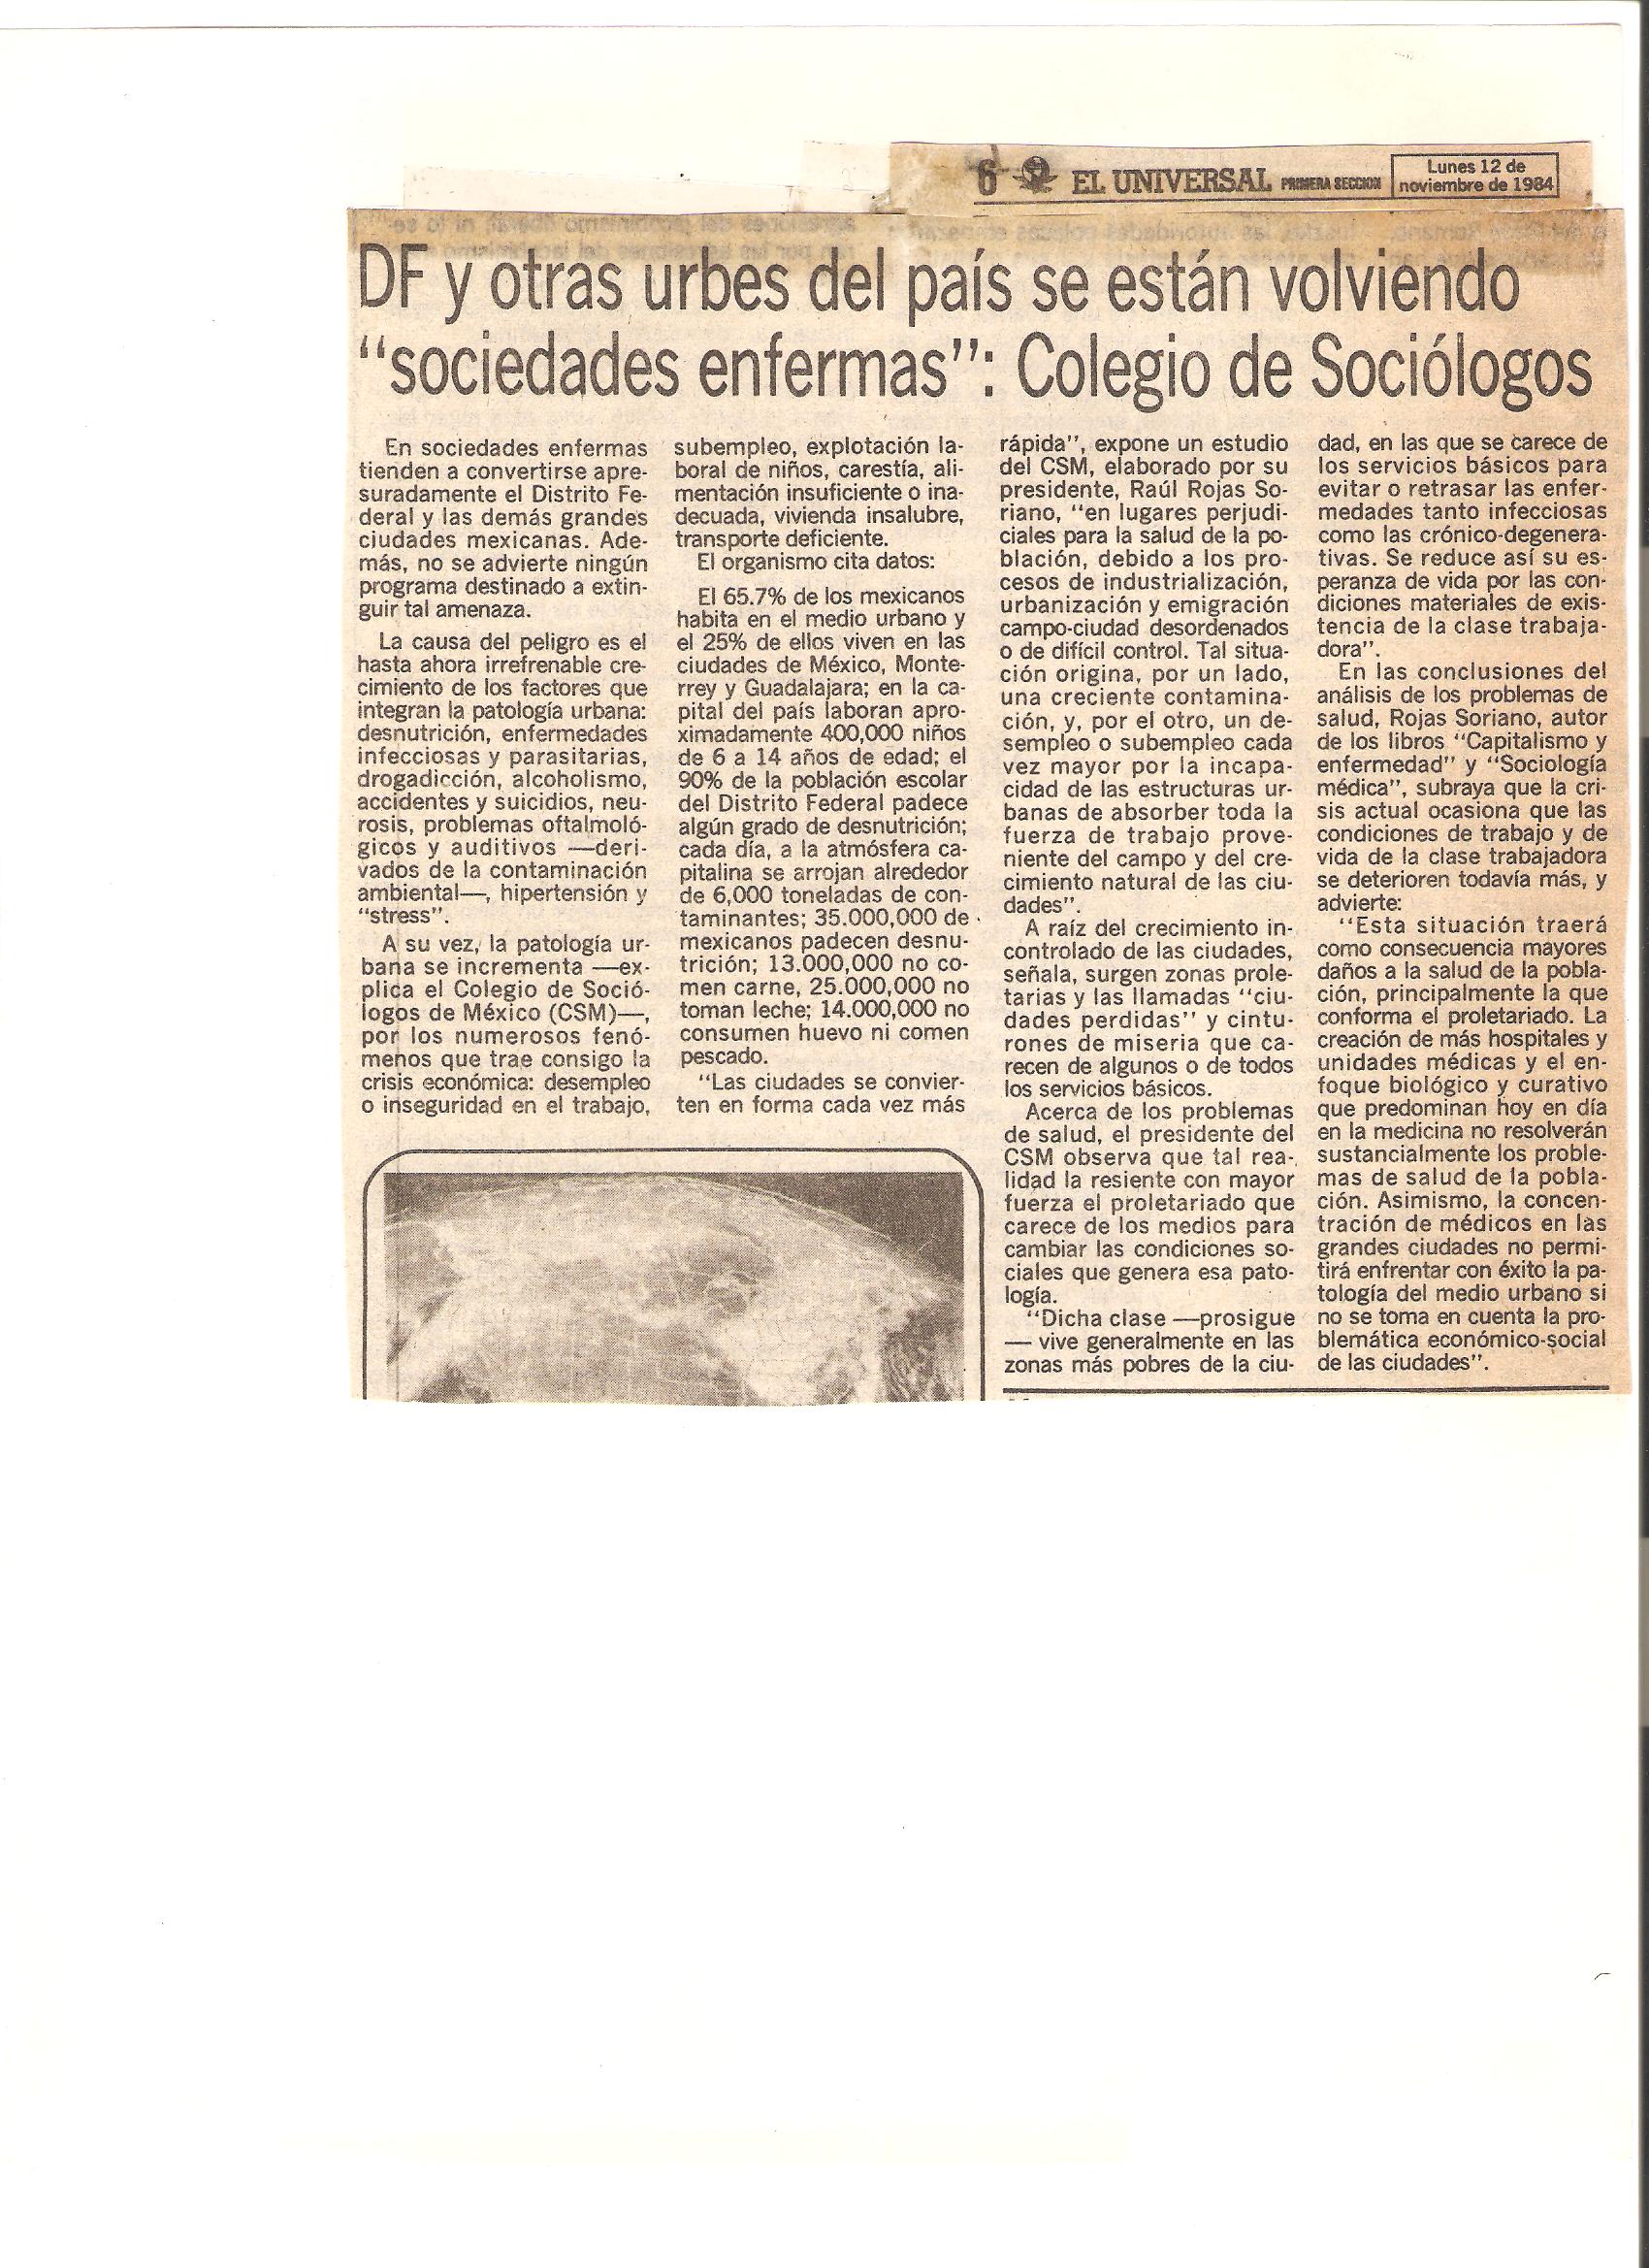 6 EL UNIVERSAL PRIMERA SECCION
Lunes 12 de
noviembre de 1984
DF y otras urbes del país se están volviendo
“sociedades enfermas”: Colegio de Sociólogos
En sociedades enfermas
tienden a convertirse apre-
suradamente el Distrito Fe-
deral y las demás grandes
ciudades mexicanas. Ade-
más, no se advierte ningún
programa destinado a extin-
guir tal amenaza.
La causa del peligro es el
hasta ahora irrefrenable cre-
cimiento de los factores que
integran la patología urbana:
desnutrición, enfermedades
infecciosas y parasitarias,
drogadicción, alcoholismo,
accidentes y suicidios, neu-
rosis, problemas oftalmoló-
gicos y auditivos —deri-
vados de la contaminación
ambiental—, hipertensión y
“stress”.
A su vez, la patología ur-
bana se incrementa —ex-
plica el Colegio de Soció-
logos de México (CSM)—,
por los numerosos fenó-
menos que trae consigo la
crisis económica: desempleo
o inseguridad en el trabajo,
subempleo, explotación la-
boral de niños, carestía, ali-
mentación insuficiente o ina-
decuada, vivienda insalubre,
transporte deficiente.
El organismo cita datos:
El 65.7% de los mexicanos
habita en el medio urbano y
el 25% de ellos viven en las
ciudades de México, Monte-
rrey y Guadalajara; en la ca-
pital del país laboran apro-
ximadamente 400,000 niños
de 6 a 14 años de edad; el
90% de la población escolar
del Distrito Federal padece
algún grado de desnutrición;
cada día, a la atmósfera ca-
pitalina se arrojan alrededor
de 6,000 toneladas de con-
taminantes; 35.000,000 de
mexicanos padecen desnu-
trición; 13.000,000 no co-
men carne, 25.000,000 no
toman leche; 14.000,000 no
consumen huevo ni comen
pescado.
“Las ciudades se convier-
ten en forma cada vez más
rápida”, expone un estudio
del CSM, elaborado por su
presidente, Raúl Rojas So-
riano, “en lugares perjudi-
ciales para la salud de la po-
blación, debido a los pro-
cesos de industrialización,
urbanización y emigración
campo-ciudad desordenados
o de difícil control. Tal situa-
ción origina, por un lado,
una creciente contamina-
ción, y, por el otro, un de-
sempleo o subempleo cada
vez mayor por la incapa-
cidad de las estructuras ur-
banas de absorber toda la
fuerza de trabajo prove-
niente del campo y del cre-
cimiento natural de las ciu-
dades”.
A raíz del crecimiento in-
controlado de las ciudades,
señala, surgen zonas prole-
tarias y las llamadas “ciu-
dades perdidas” y cintu-
rones de miseria que ca-
recen de algunos o de todos
los servicios básicos.
Acerca de los problemas
de salud, el presidente del
CSM observa que tal rea-
lidad la resiente con mayor
fuerza el proletariado que
carece de los medios para
cambiar las condiciones so-
ciales que genera esa pato-
logía.
“Dicha clase —prosigue
— vive generalmente en las
zonas más pobres de la ciu-
dad, en las que se carece de
los servicios básicos para
evitar o retrasar las enfer-
medades tanto infecciosas
como las crónico-degenera-
tivas. Se reduce así su es-
peranza de vida por las con-
diciones materiales de exis-
tencia de la clase trabaja-
dora”.
En las conclusiones del
análisis de los problemas de
salud, Rojas Soriano, autor
de los libros “Capitalismo y
enfermedad” y “Sociología
médica”, subraya que la cri-
sis actual ocasiona que las
condiciones de trabajo y de
vida de la clase trabajadora
se deterioren todavía más, y
advierte:
“Esta situación traerá
como consecuencia mayores
daños a la salud de la pobla-
ción, principalmente la que
conforma el proletariado. La
creación de más hospitales y
unidades médicas y el en-
foque biológico y curativo
que predominan hoy en día
en la medicina no resolverán
sustancialmente los proble-
mas de salud de la pobla-
ción. Asimismo, la concen-
tración de médicos en las
grandes ciudades no permi-
tirá enfrentar con éxito la pa-
tología del medio urbano si
no se toma en cuenta la pro-
blemática económico-social
de las ciudades”.